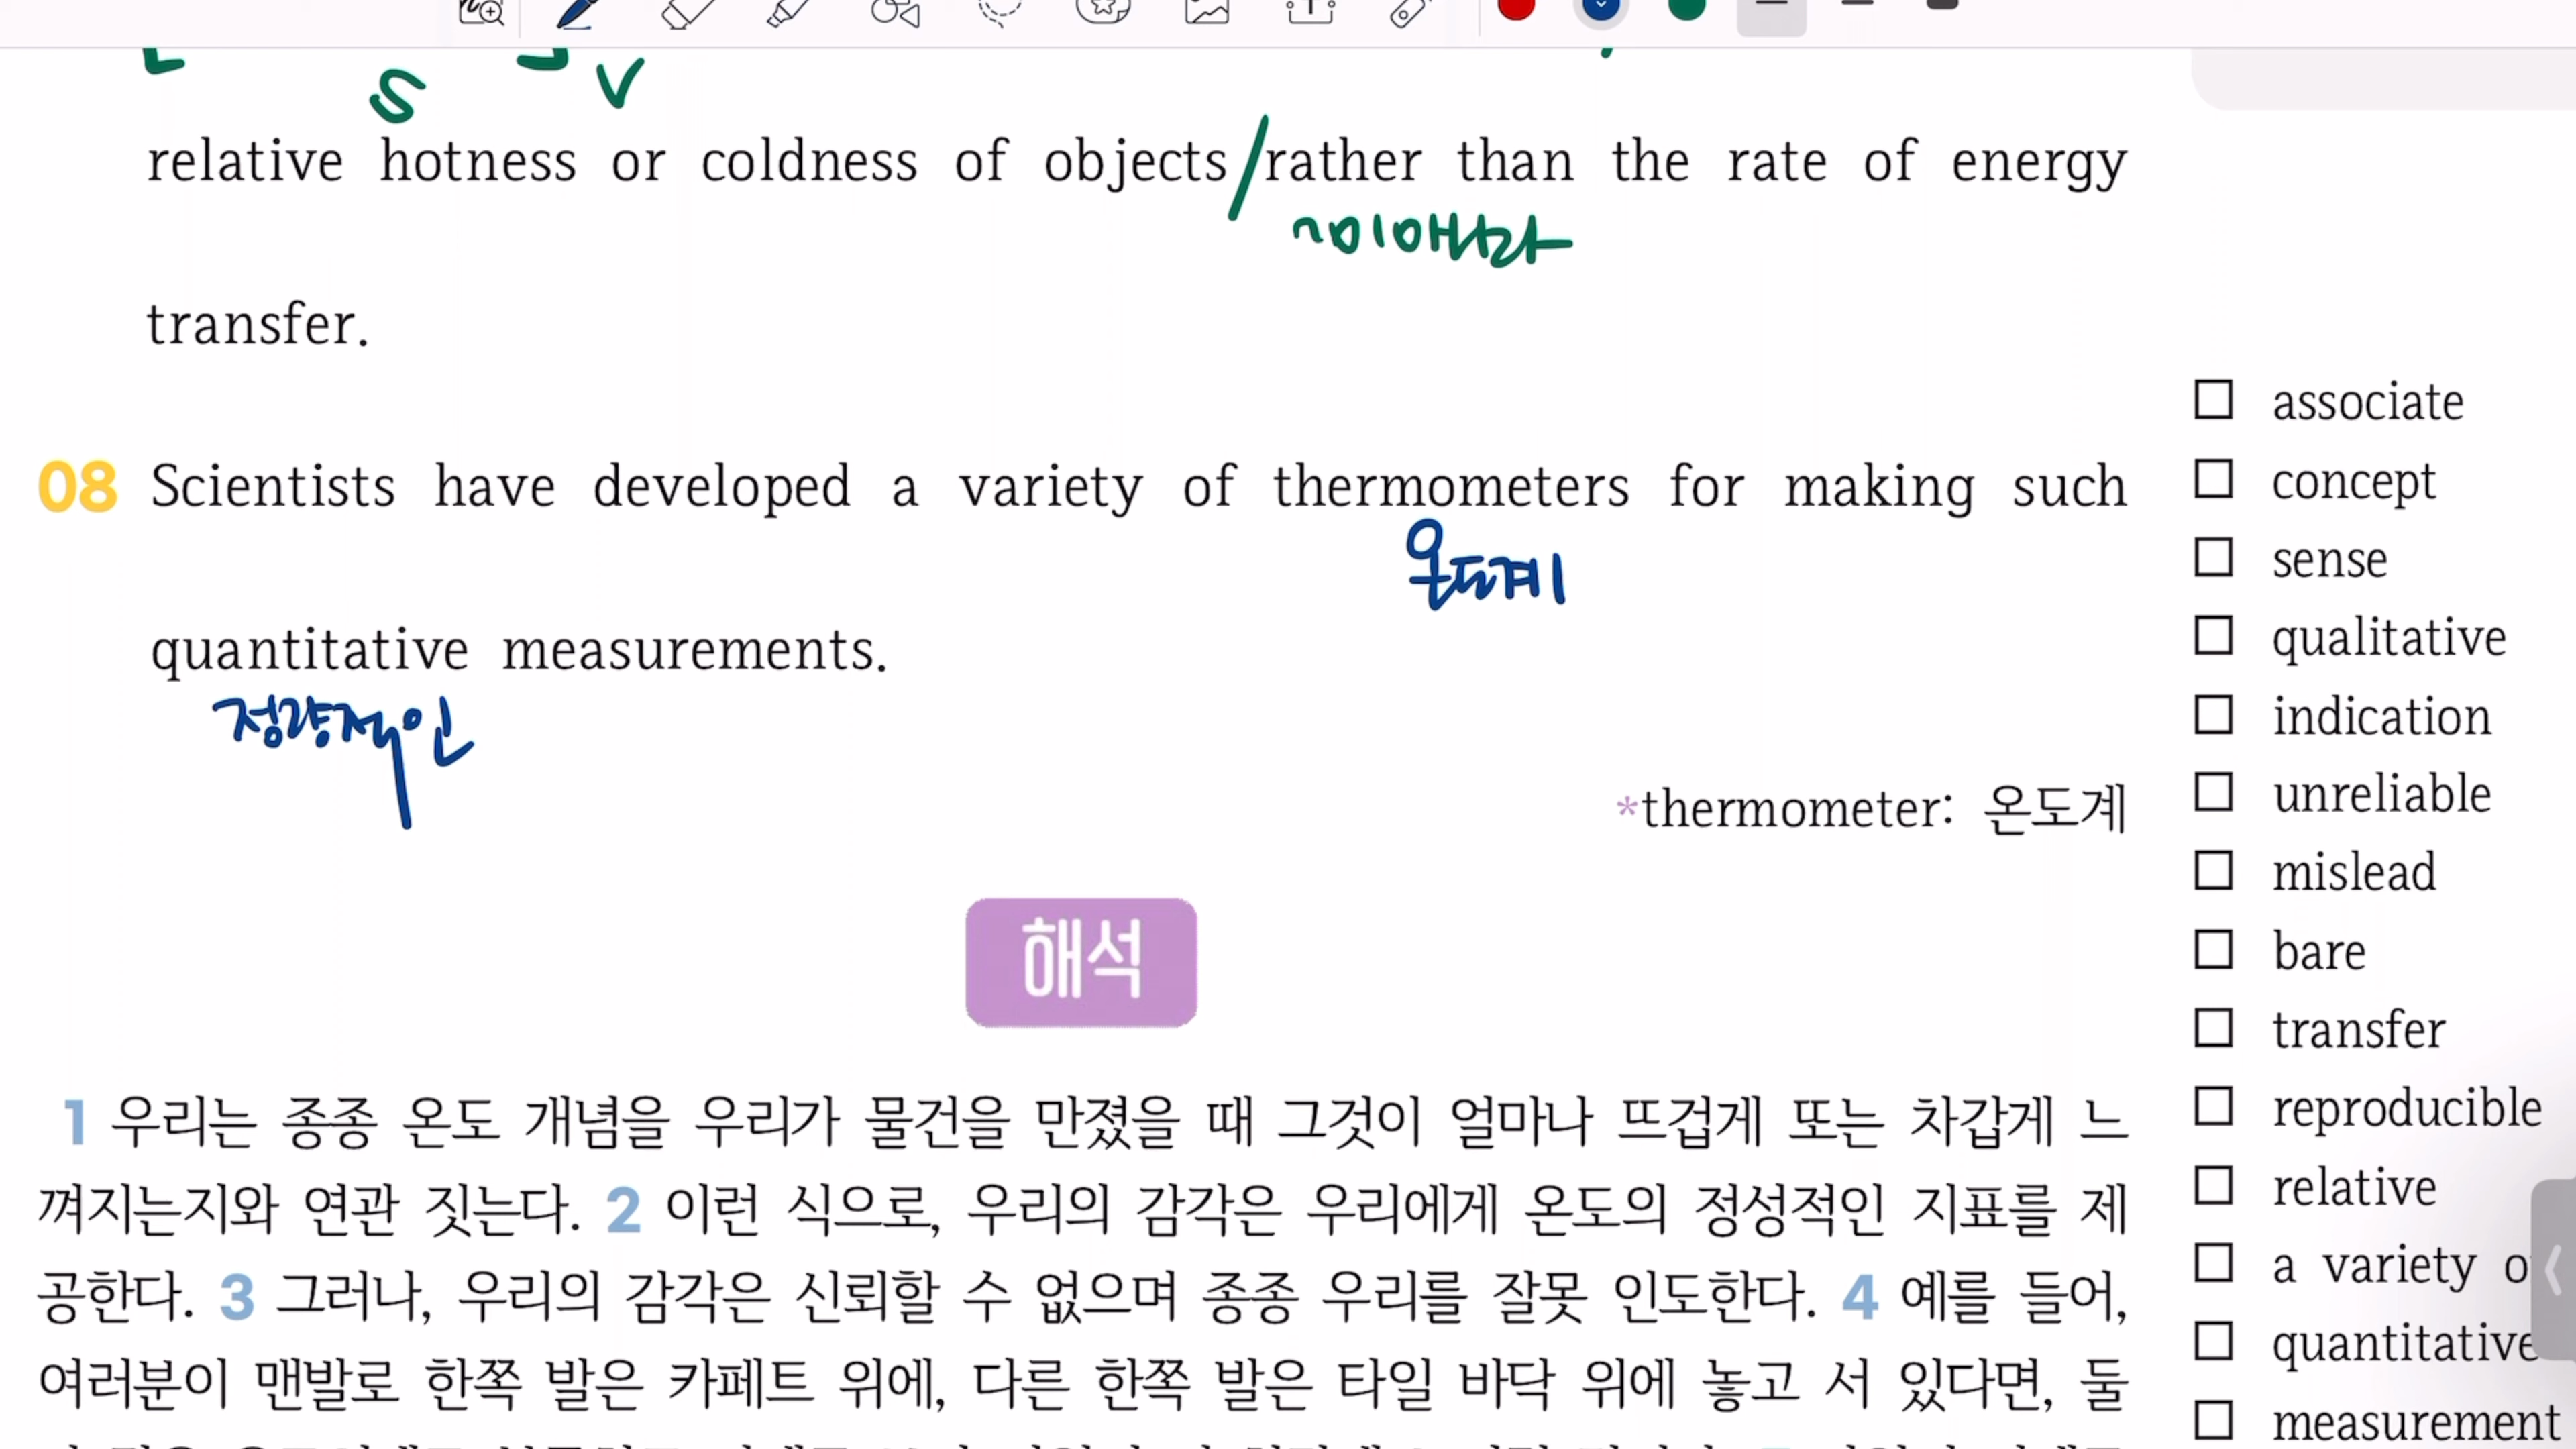 S V
relative hotness or coldness of objects / rather than the rate of energy
~이 아니라
transfer.
08 Scientists have developed a variety of thermometers for making such
온도계
quantitative measurements.
정량적인
*thermometer: 온도계
해석
1 우리는 종종 온도 개념을 우리가 물건을 만졌을 때 그것이 얼마나 뜨겁게 또는 차갑게 느
껴지는지와 연관 짓는다. 2 이런 식으로, 우리의 감각은 우리에게 온도의 정성적인 지표를 제
공한다. 3 그러나, 우리의 감각은 신뢰할 수 없으며 종종 우리를 잘못 인도한다. 4 예를 들어,
여러분이 맨발로 한쪽 발은 카페트 위에, 다른 한쪽 발은 타일 바닥 위에 놓고 서 있다면, 둘
associate
concept
sense
qualitative
indication
unreliable
mislead
bare
transfer
reproducible
relative
a variety o
quantitative
measurement